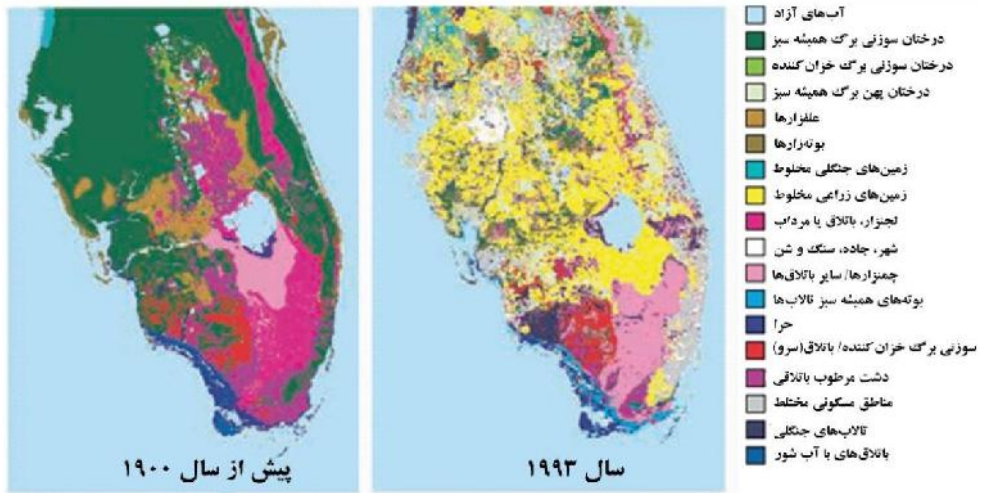 آب‌های آزاد
درختان سوزنی برگ همیشه سبز
درختان سوزنی برگ خزان کننده
درختان پهن برگ همیشه سبز
علفزارها
بوته‌زارها
زمین‌های جنگلی مخلوط
زمین‌های زراعی مخلوط
لجنزار، باتلاق یا مرداب
شهر، جاده، سنگ و شن
چمنزارها/ سایر باتلاق‌ها
بوته‌های همیشه سبز تالاب‌ها
حرا
سوزنی برگ خزان کننده/ باتلاق(سرو)
دشت مرطوب باتلاقی
مناطق مسکونی مختلط
تالاب‌های جنگلی
باتلاق‌های با آب شور
پیش از سال ۱۹۰۰
سال ۱۹۹۳